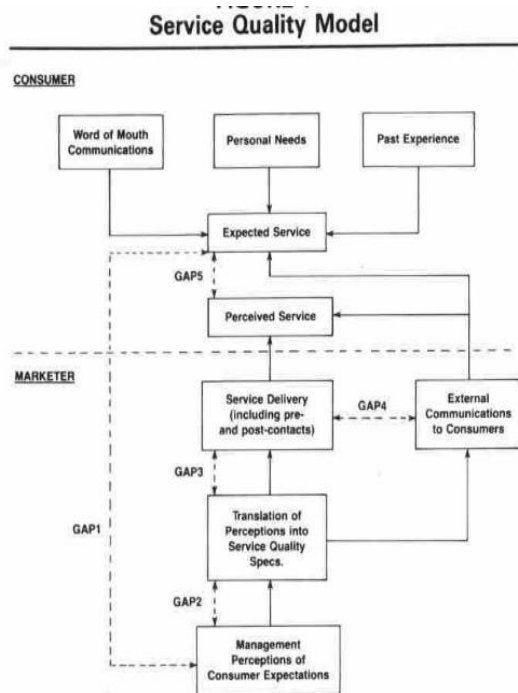 Service Quality Model
CONSUMER
Word of Mouth
Communications
Personal Needs
Past Experience
Expected Service
GAP5
Perceived Service
MARKETER
Service Delivery
(including pre-
and post-contacts)
GAP4
External
Communications
to Consumers
GAP3
GAP1
Translation of
Perceptions into
Service Quality
Specs.
GAP2
Management
Perceptions of
Consumer Expectations